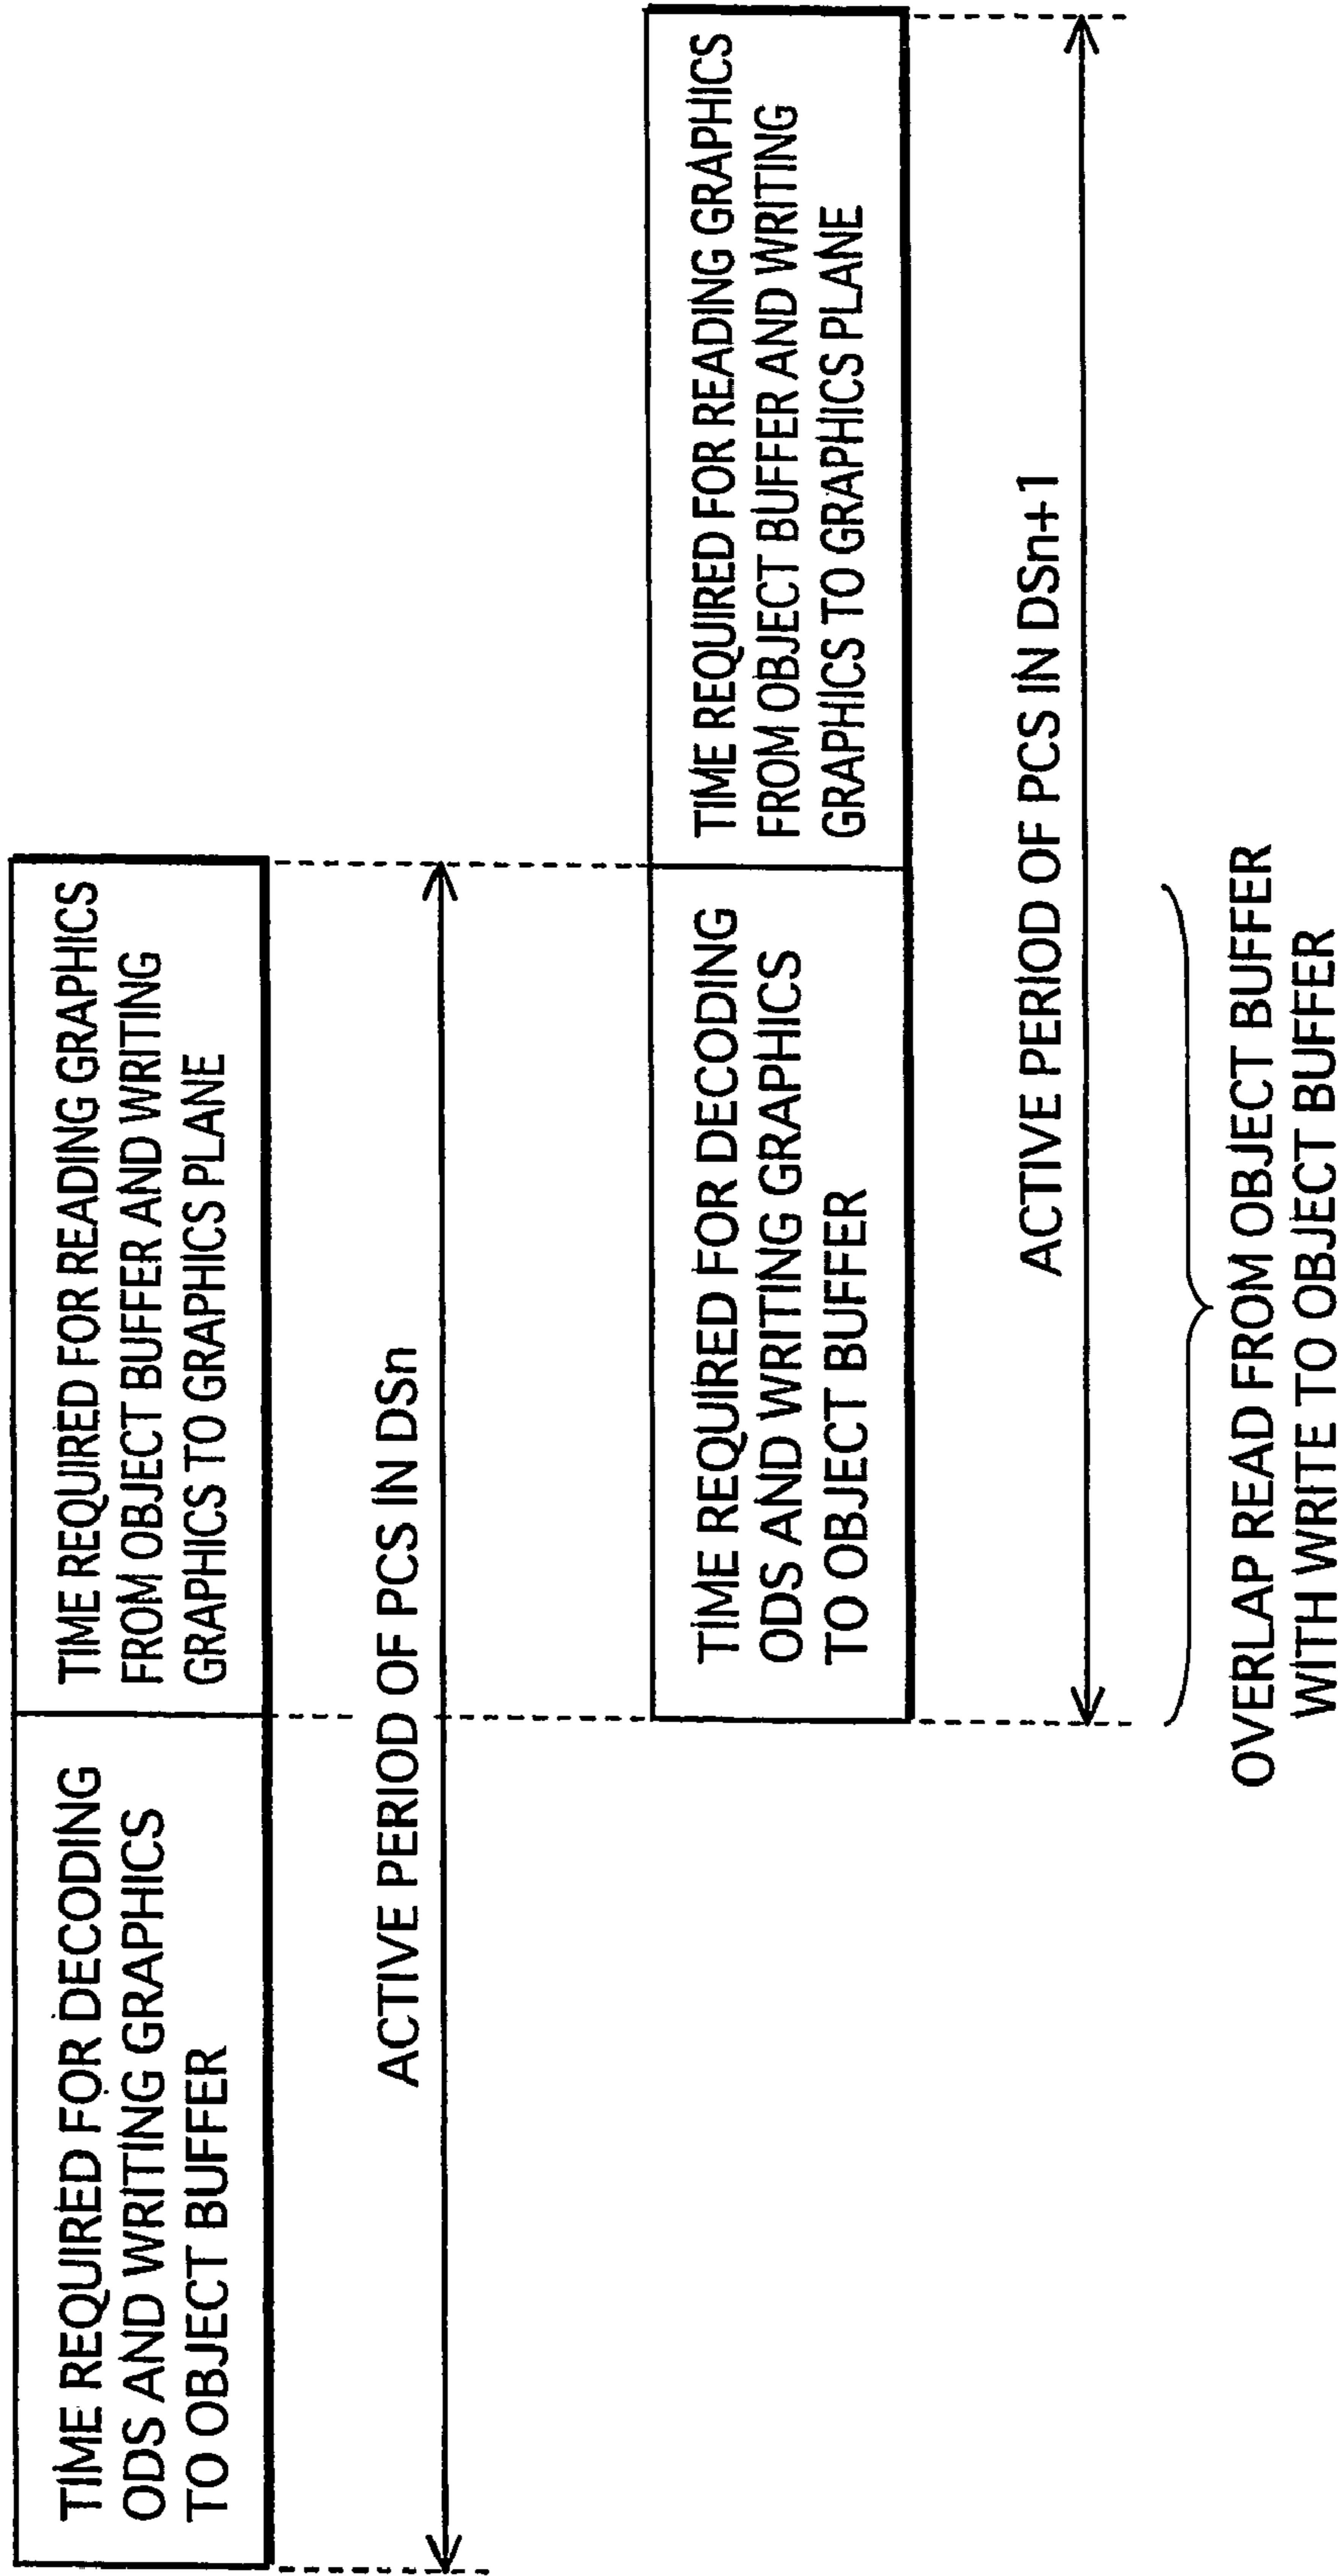 TIME REQUIRED FOR DECODING
ODS AND WRITING GRAPHICS
TO OBJECT BUFFER
TIME REQUIRED FOR READING GRAPHICS
FROM OBJECT BUFFER AND WRITING
GRAPHICS TO GRAPHICS PLANE
ACTIVE PERIOD OF PCS IN DSn
TIME REQUIRED FOR DECODING
ODS AND WRITING GRAPHICS
TO OBJECT BUFFER
TIME REQUIRED FOR READING GRAPHICS
FROM OBJECT BUFFER AND WRITING
GRAPHICS TO GRAPHICS PLANE
ACTIVE PERIOD OF PCS IN DSn+1
OVERLAP READ FROM OBJECT BUFFER
WITH WRITE TO OBJECT BUFFER